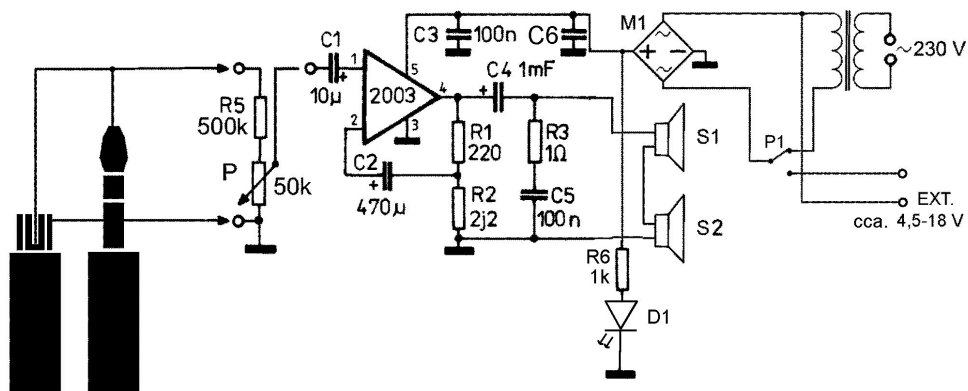 M1
C1
C3 100n
C6
~230 V
C4 1mF
1
5
+
+ -
2003
4
+
10µ
R5
500k
2
3
R1
220
R3
1Ω
S1
P1
P
50k
C2
+
470µ
R2
2j2
C5
100n
S2
EXT.
cca. 4,5-18 V
R6
1k
D1